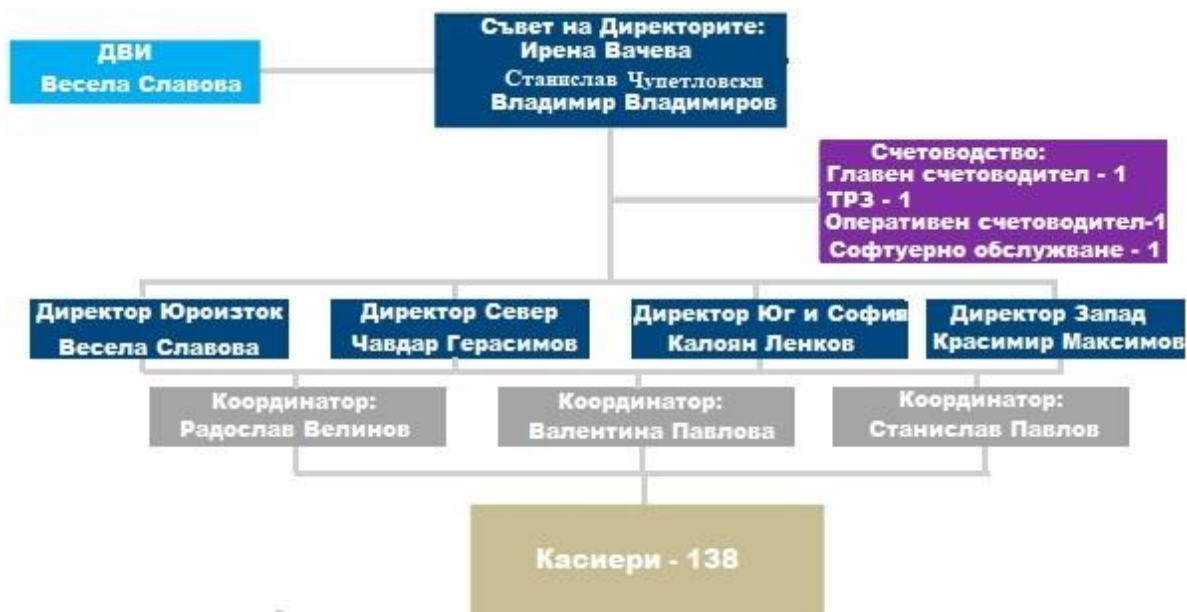 ДВИ
Весела Славова
Съвет на Директорите:
Ирена Вачева
Станислав Чупетловски
Владимир Владимиров
Счетоводство:
Главен счетоводител - 1
ТРЗ - 1
Оперативен счетоводител-1
Софтуерно обслужване - 1
Директор Юроизток
Весела Славова
Директор Север
Чавдар Герасимов
Директор Юг и София
Калоян Ленков
Директор Запад
Красимир Максимов
Координатор:
Радослав Велинов
Координатор:
Валентина Павлова
Координатор:
Станислав Павлов
Касиери - 138